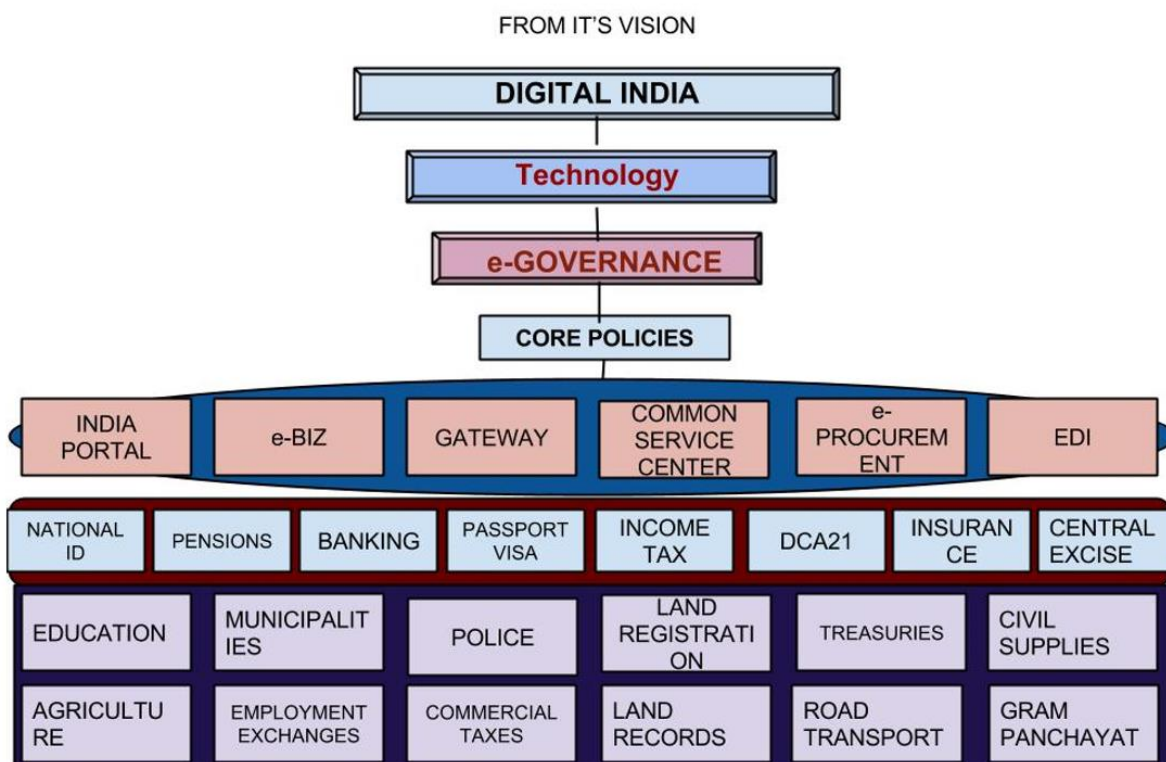 FROM IT'S VISION
DIGITAL INDIA
Technology
e-GOVERNANCE
CORE POLICIES
INDIA
PORTAL
e-BIZ
GATEWAY
COMMON
SERVICE
CENTER
e-
PROCUREM
ENT
EDI
NATIONAL
ID
PENSIONS
BANKING
PASSPORT
VISA
INCOME
TAX
DCA21
INSURAN
CE
CENTRAL
EXCISE
EDUCATION
MUNICIPALIT
IES
POLICE
LAND
REGISTRATI
ON
TREASURIES
CIVIL
SUPPLIES
AGRICULTU
RE
EMPLOYMENT
EXCHANGES
COMMERCIAL
TAXES
LAND
RECORDS
ROAD
TRANSPORT
GRAM
PANCHAYAT